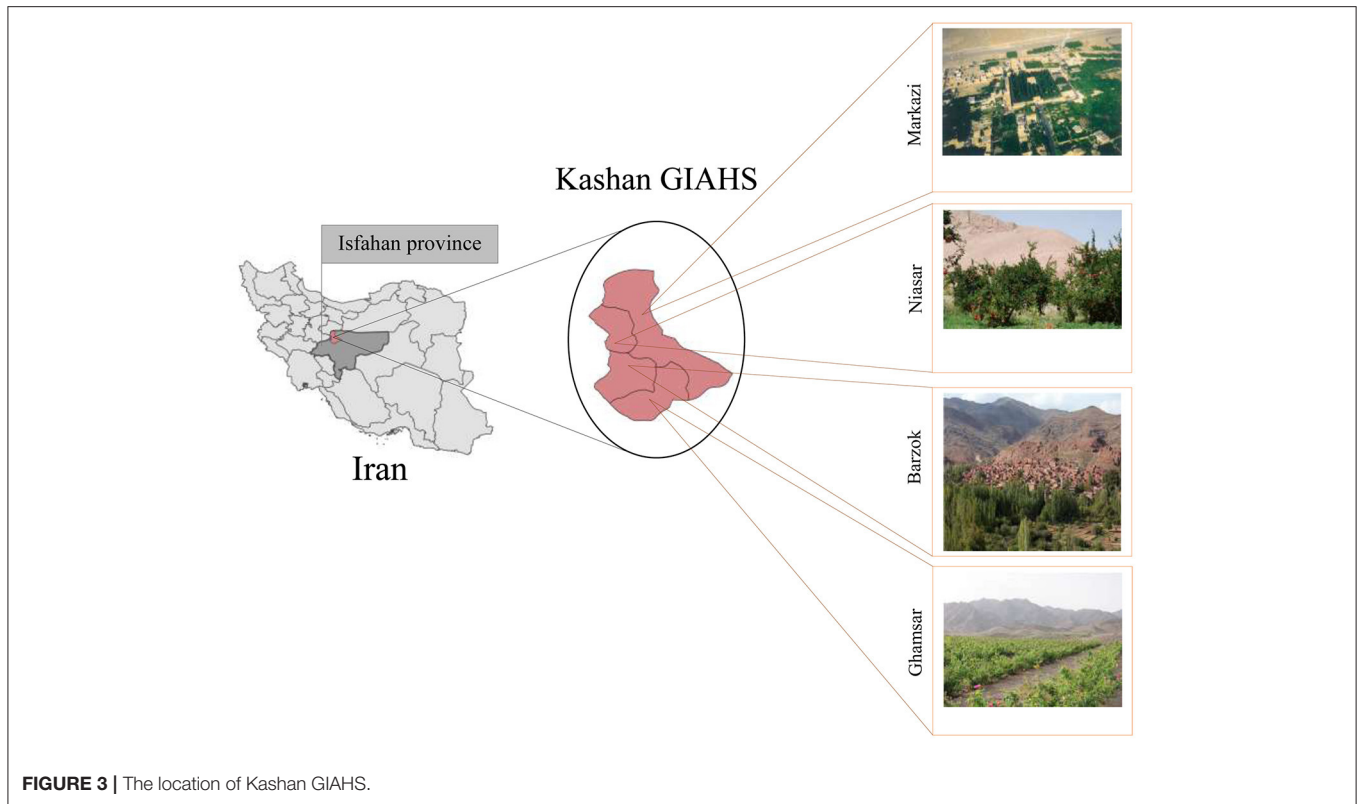 Kashan GIAHS
Isfahan province
Iran
Markazi
Niasar
Barzok
Ghamsar
FIGURE 3 | The location of Kashan GIAHS.